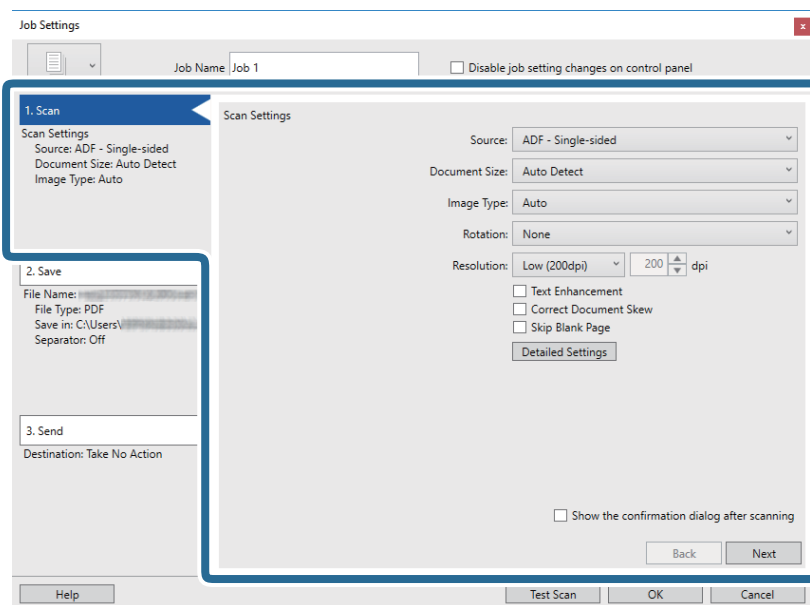 Job Settings
x
Job Name Job 1
Disable job setting changes on control panel
1. Scan
Scan Settings
Source: ADF - Single-sided
Document Size: Auto Detect
Image Type: Auto
2. Save
File Name:
File Type: PDF
Save in: C:\Users\
Separator: Off
3. Send
Destination: Take No Action
Scan Settings
Source: ADF - Single-sided
Document Size: Auto Detect
Image Type: Auto
Rotation: None
Resolution: Low (200dpi) 200 dpi
Text Enhancement
Correct Document Skew
Skip Blank Page
Detailed Settings
Show the confirmation dialog after scanning
Back Next
Help Test Scan OK Cancel